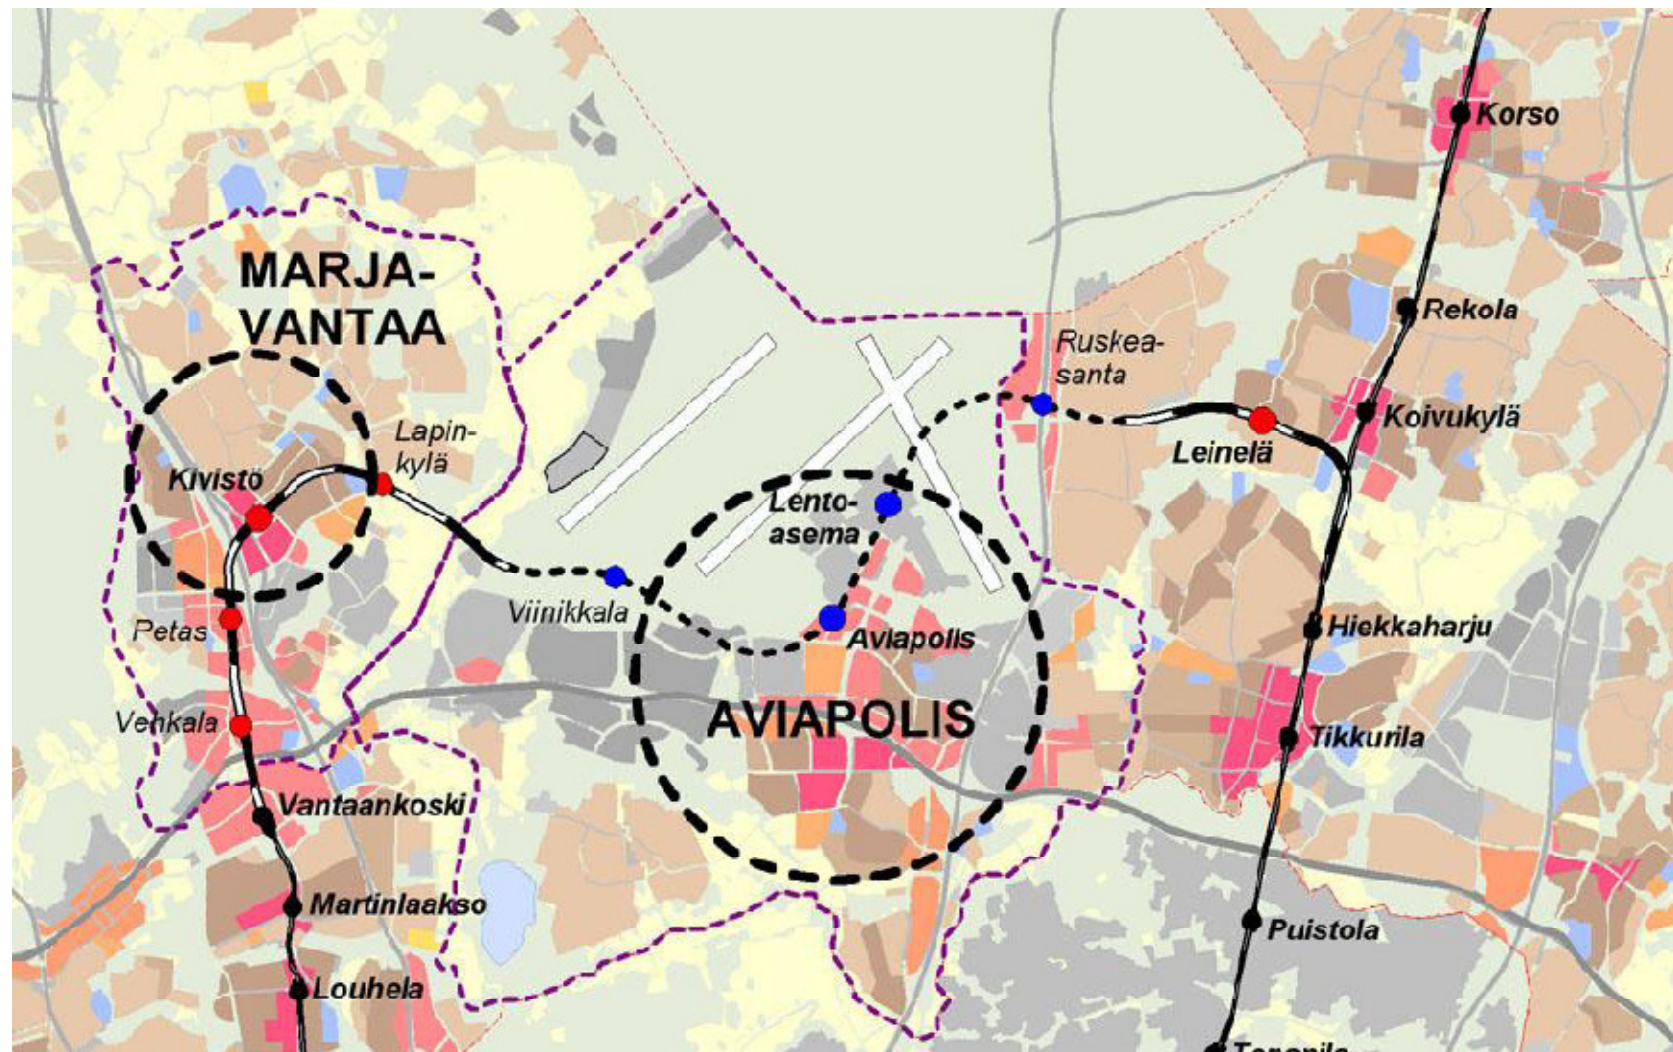 Korso
MARJA-
VANTAA
Rekola
Ruskea-
santa
Koivukylä
Lapin-
kylä
Leinelä
Kivistö
Lento-
asema
Viinikkala
Petas
Aviapolis
Hiekkaharju
AVIAPOLIS
Vehkala
Tikkurila
Vantaankoski
Martinlaakso
Puistola
Louhela